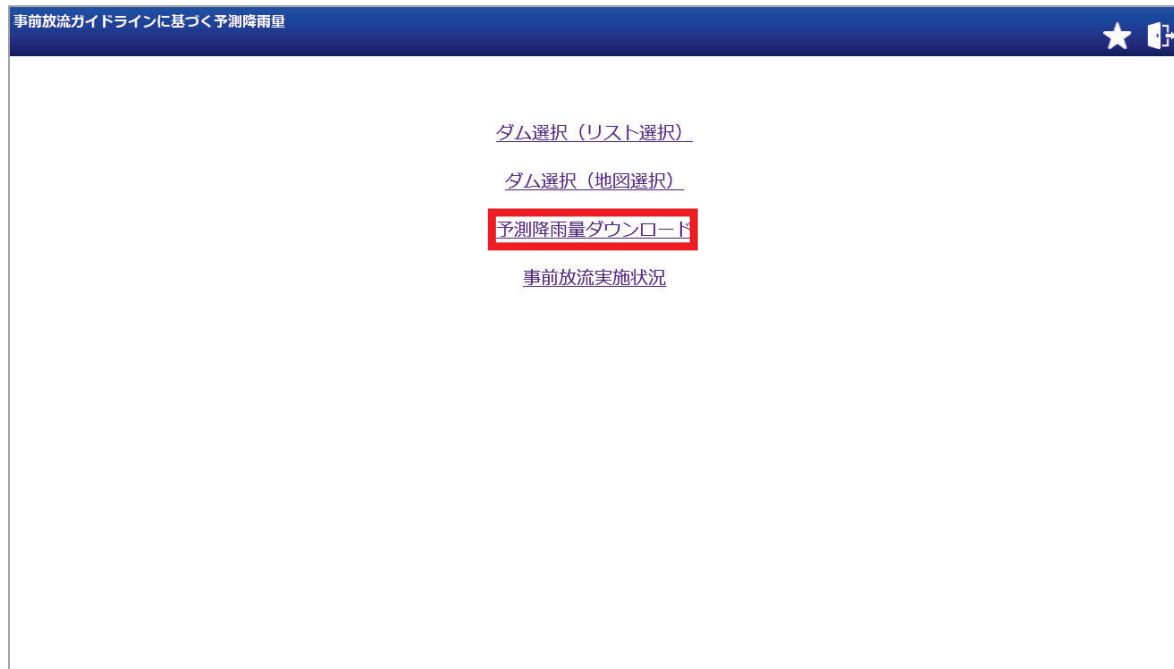 事前放流ガイドラインに基づく予測降雨量
ダム選択（リスト選択）
ダム選択（地図選択）
予測降雨量ダウンロード
事前放流実施状況